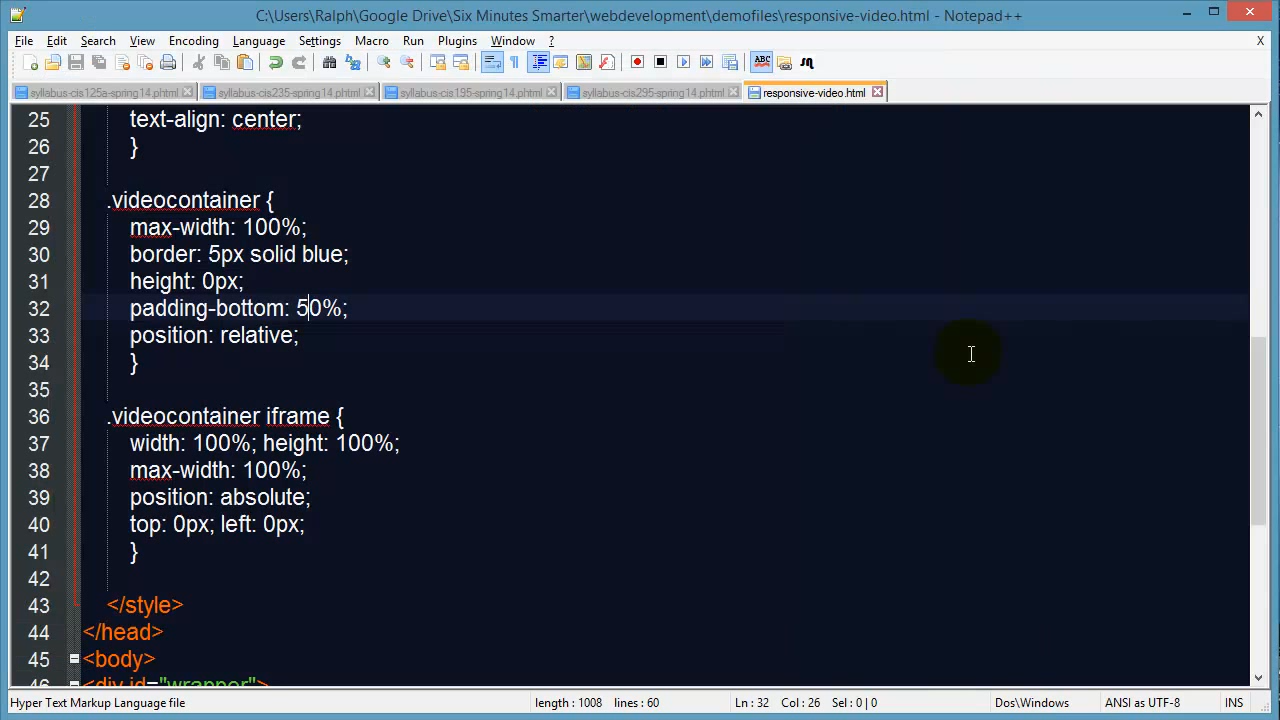 C:\Users\Ralph\Google Drive\Six Minutes Smarter\webdevelopment\demofiles\responsive-video.html - Notepad++
File Edit Search View Encoding Language Settings Macro Run Plugins Window ? X
syllabus-cis125a-spring14.phtml syllabus-cis235-spring14.phtml syllabus-cis195-spring14.phtml syllabus-cis295-spring14.phtml responsive-video.html
25 text-align: center;
26 }
27
28 .videocontainer {
29 max-width: 100%;
30 border: 5px solid blue;
31 height: 0px;
32 padding-bottom: 50%;
33 position: relative;
34 }
35
36 .videocontainer iframe {
37 width: 100%; height: 100%;
38 max-width: 100%;
39 position: absolute;
40 top: 0px; left: 0px;
41 }
42
43 </style>
44 </head>
45 <body>
46 <div id="wrapper">
Hyper Text Markup Language file length : 1008 lines : 60 Ln : 32 Col : 26 Sel : 0 | 0 Dos\Windows ANSI as UTF-8 INS